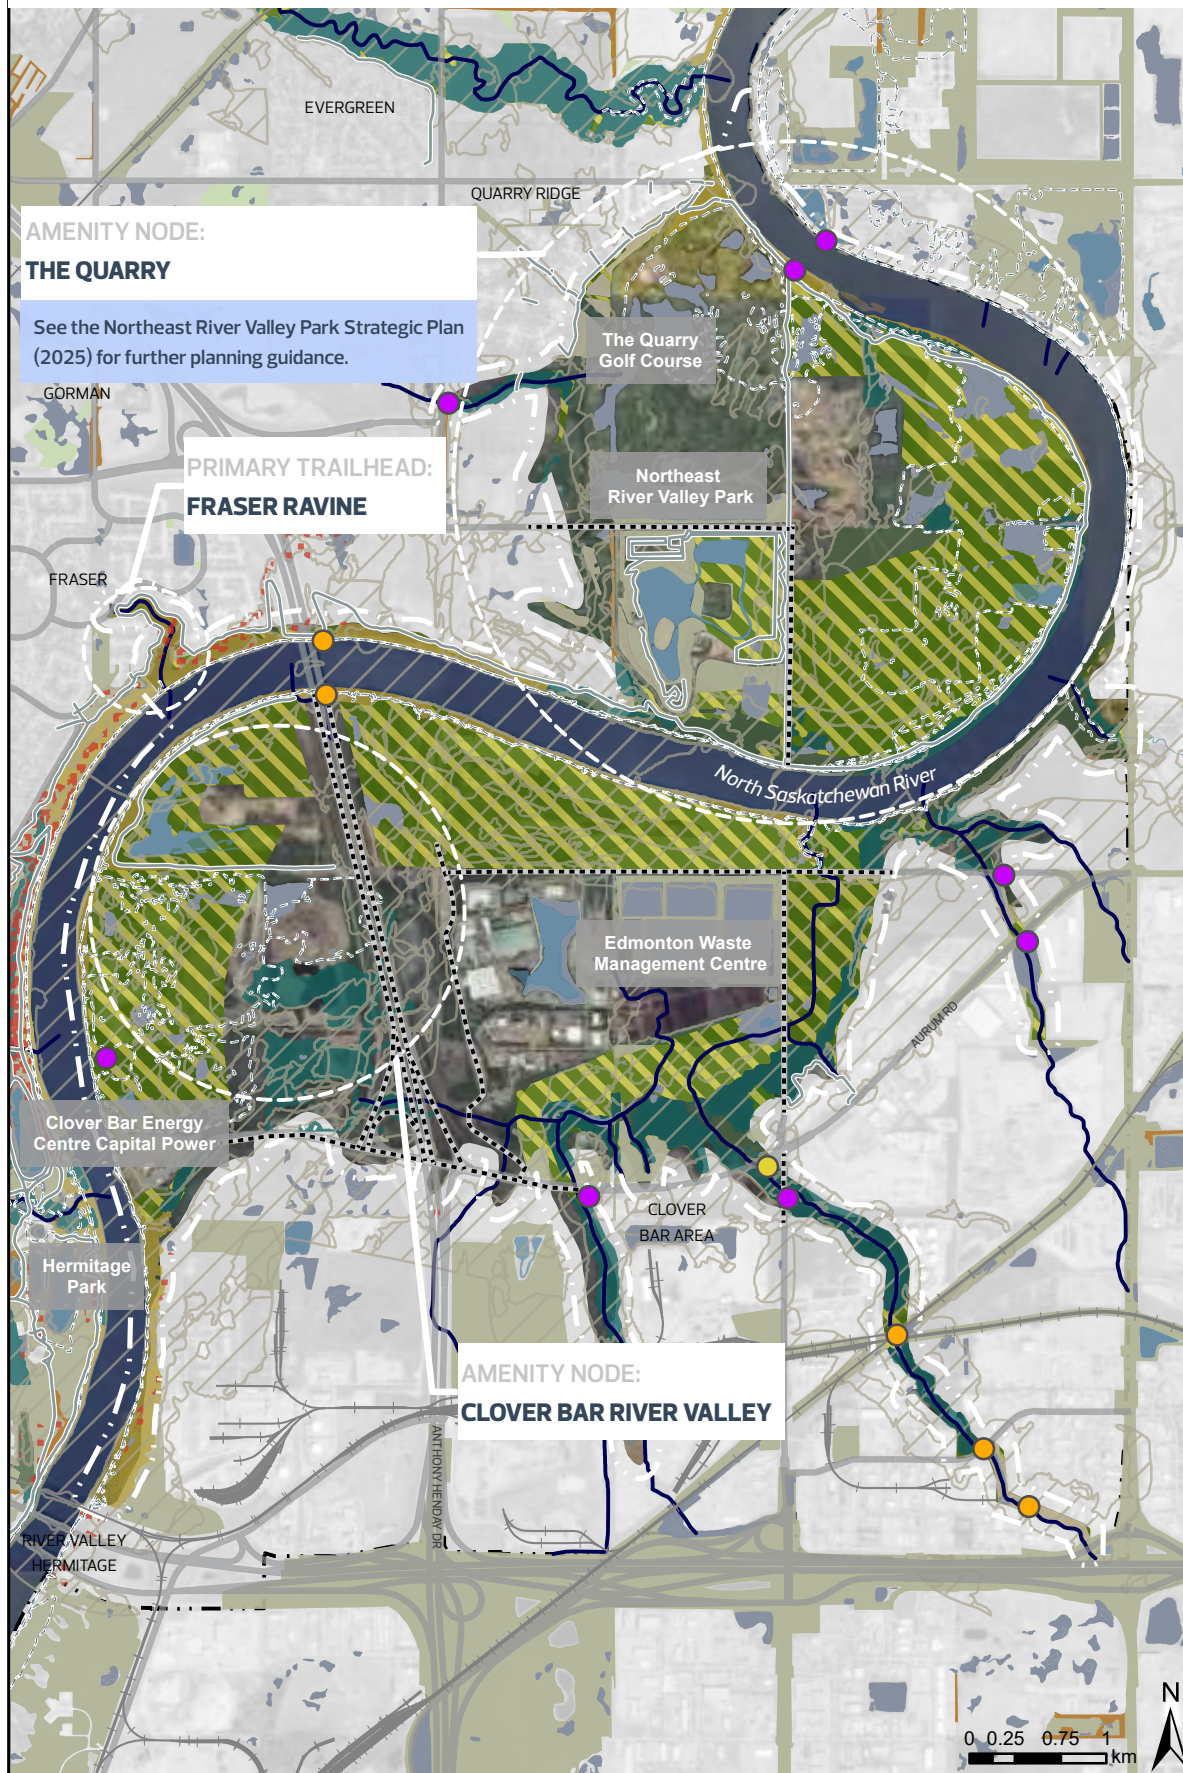 EVERGREEN
QUARRY RIDGE
AMENITY NODE:
THE QUARRY
See the Northeast River Valley Park Strategic Plan
(2025) for further planning guidance.
The Quarry
Golf Course
GORMAN
PRIMARY TRAILHEAD:
FRASER RAVINE
Northeast
River Valley Park
FRASER
North Saskatchewan River
Edmonton Waste
Management Centre
AURUM RD
Clover Bar Energy
Centre Capital Power
CLOVER
BAR AREA
Hermitage
Park
AMENITY NODE:
CLOVER BAR RIVER VALLEY
ANTHONY HENDAY DR
RIVER VALLEY
HERMITAGE
N
0 0.25 0.75 1
km